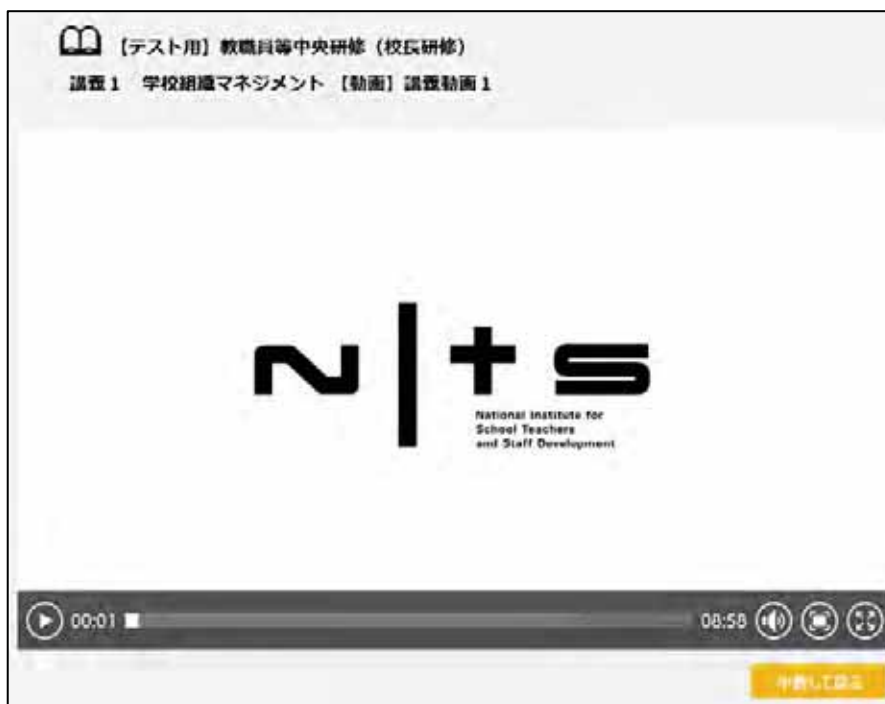 【テスト用】教職員等中央研修（校長研修）
講義1 学校組織マネジメント 【動画】講義動画1
NITS
National Institute for
School Teachers
and Staff Development
00:01
08:58
中断して戻る